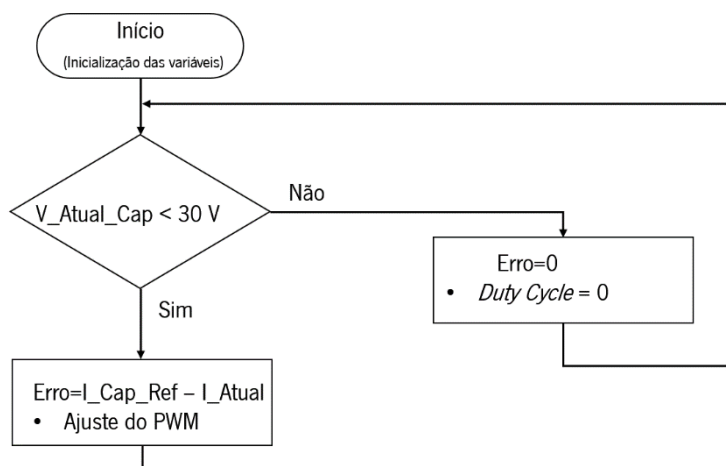 Início
(Inicialização das variáveis)
V_Atual_Cap < 30 V
Não
Erro=0
• Duty Cycle = 0
Sim
Erro=I_Cap_Ref – I_Atual
• Ajuste do PWM